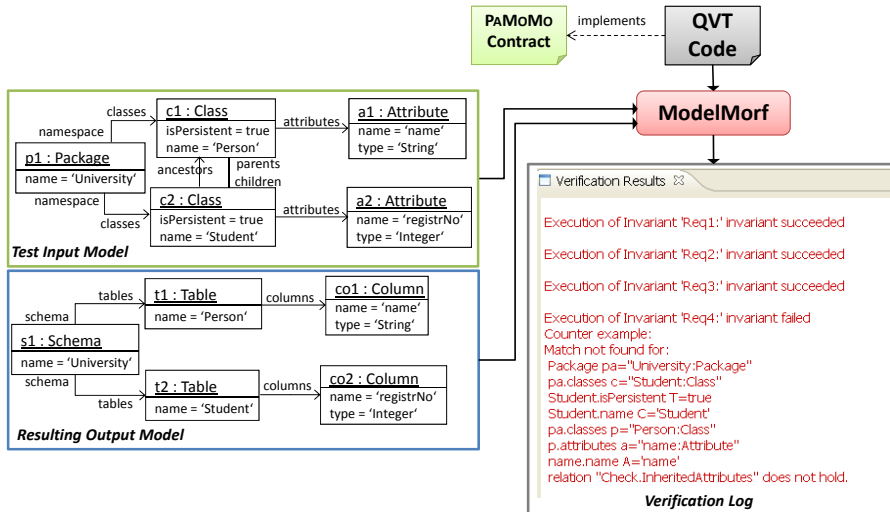 PAMOMO
Contract
implements
QVT
Code
ModelMorf
classes
namespace
c1 : Class
isPersistent = true
name = ‘Person‘
attributes
a1 : Attribute
name = ‘name‘
type = ‘String‘
p1 : Package
name = ‘University‘
ancestors
parents
children
namespace
classes
c2 : Class
isPersistent = true
name = ‘Student‘
attributes
a2 : Attribute
name = ‘registrNo‘
type = ‘Integer‘
Test Input Model
tables
schema
t1 : Table
name = ‘Person‘
columns
co1 : Column
name = ‘name‘
type = ‘String‘
s1 : Schema
name = ‘University‘
schema
tables
t2 : Table
name = ‘Student‘
columns
co2 : Column
name = ‘registrNo‘
type = ‘Integer‘
Resulting Output Model
Verification Results
Execution of Invariant 'Req1:' invariant succeeded
Execution of Invariant 'Req2:' invariant succeeded
Execution of Invariant 'Req3:' invariant succeeded
Execution of Invariant 'Req4:' invariant failed
Counter example:
Match not found for:
Package pa="University:Package"
pa.classes c="Student:Class"
Student.isPersistent T=true
Student.name C='Student'
pa.classes p="Person:Class"
p.attributes a="name:Attribute"
name.name A='name'
relation "Check.InheritedAttributes" does not hold.
Verification Log